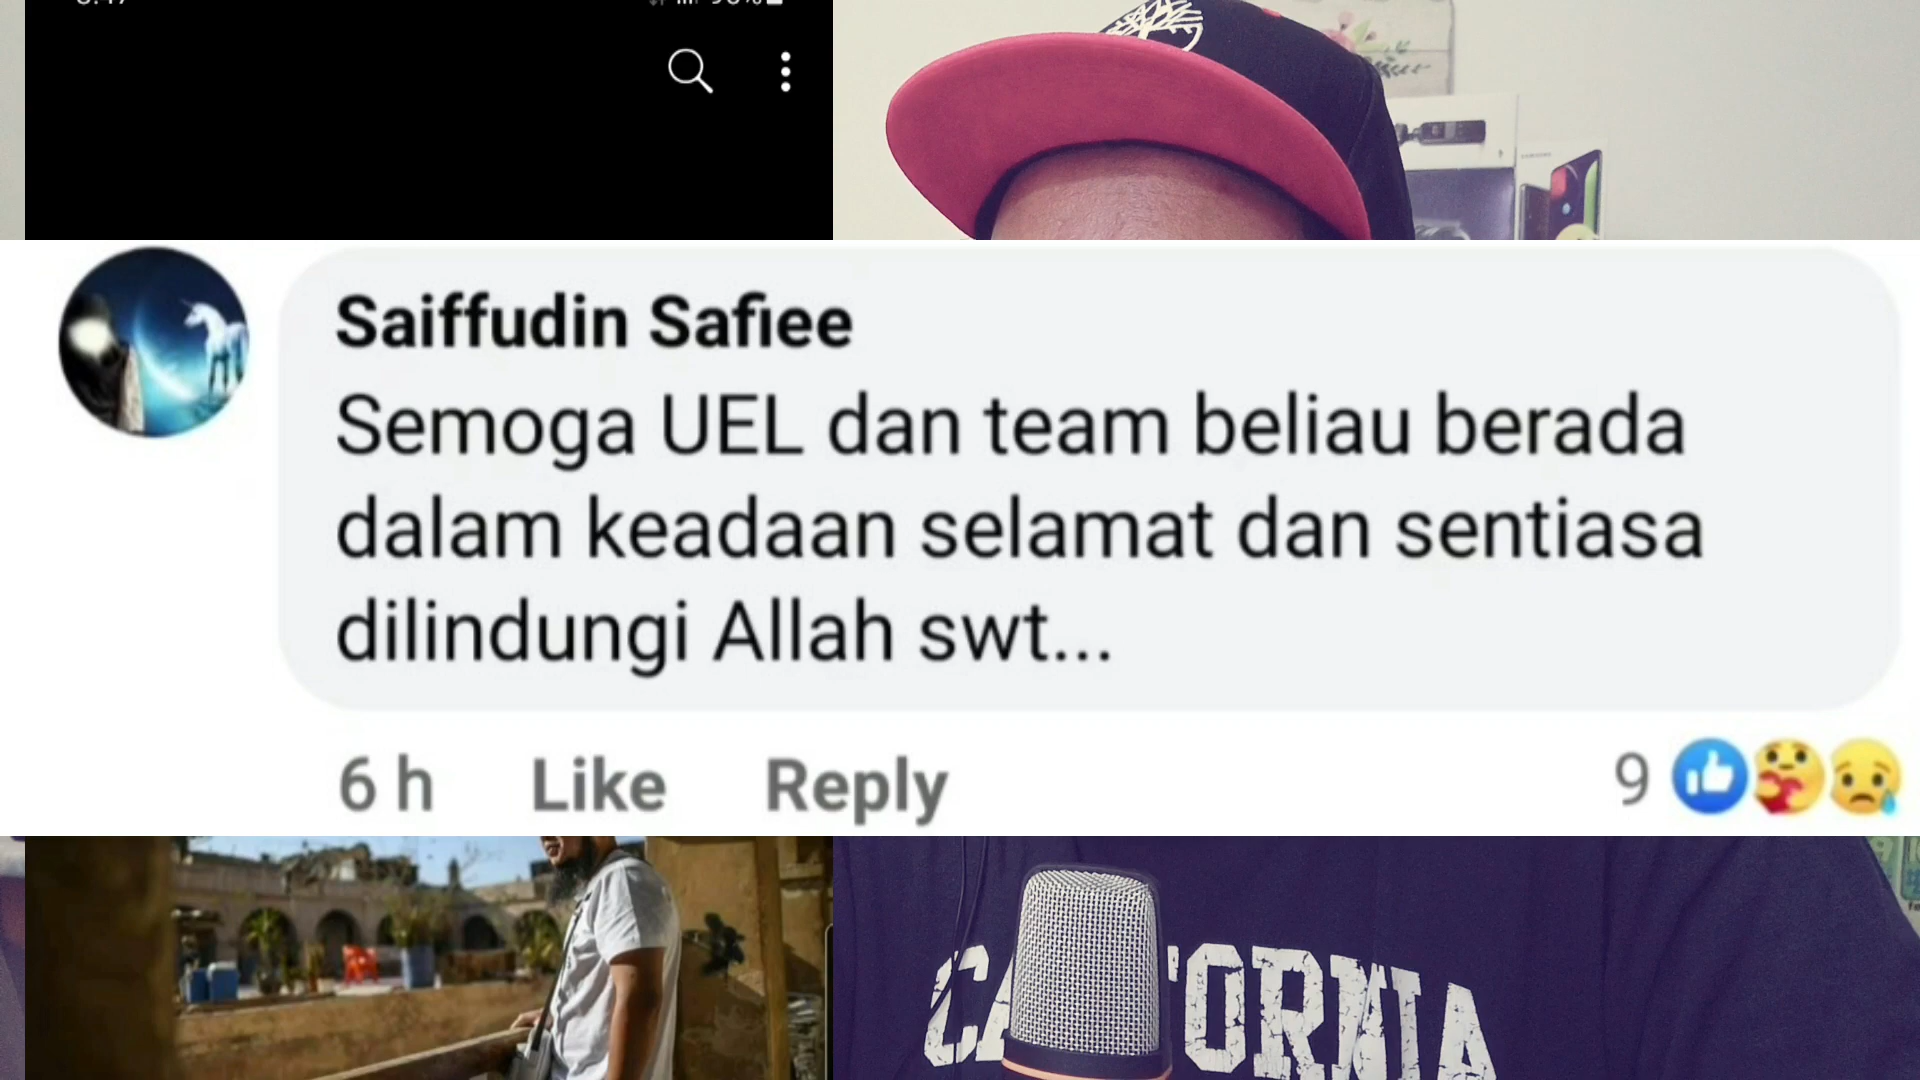 Saiffudin Safiee
Semoga UEL dan team beliau berada
dalam keadaan selamat dan sentiasa
dilindungi Allah swt...
6 h Like Reply 9